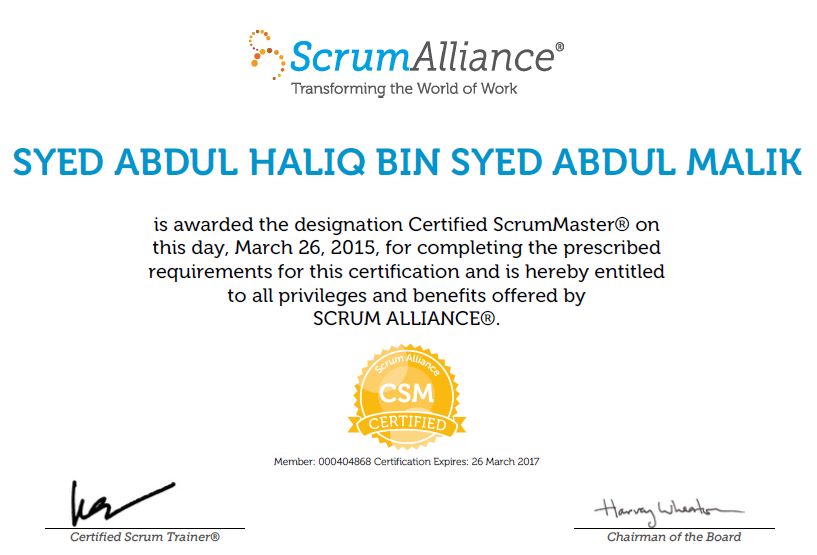 ScrumAlliance®
Transforming the World of Work
SYED ABDUL HALIQ BIN SYED ABDUL MALIK
is awarded the designation Certified ScrumMaster® on
this day, March 26, 2015, for completing the prescribed
requirements for this certification and is hereby entitled
to all privileges and benefits offered by
SCRUM ALLIANCE®.
Scrum Alliance
CSM
CERTIFIED
Member: 000404868 Certification Expires: 26 March 2017
Harvey Wheaton
Certified Scrum Trainer®
Chairman of the Board